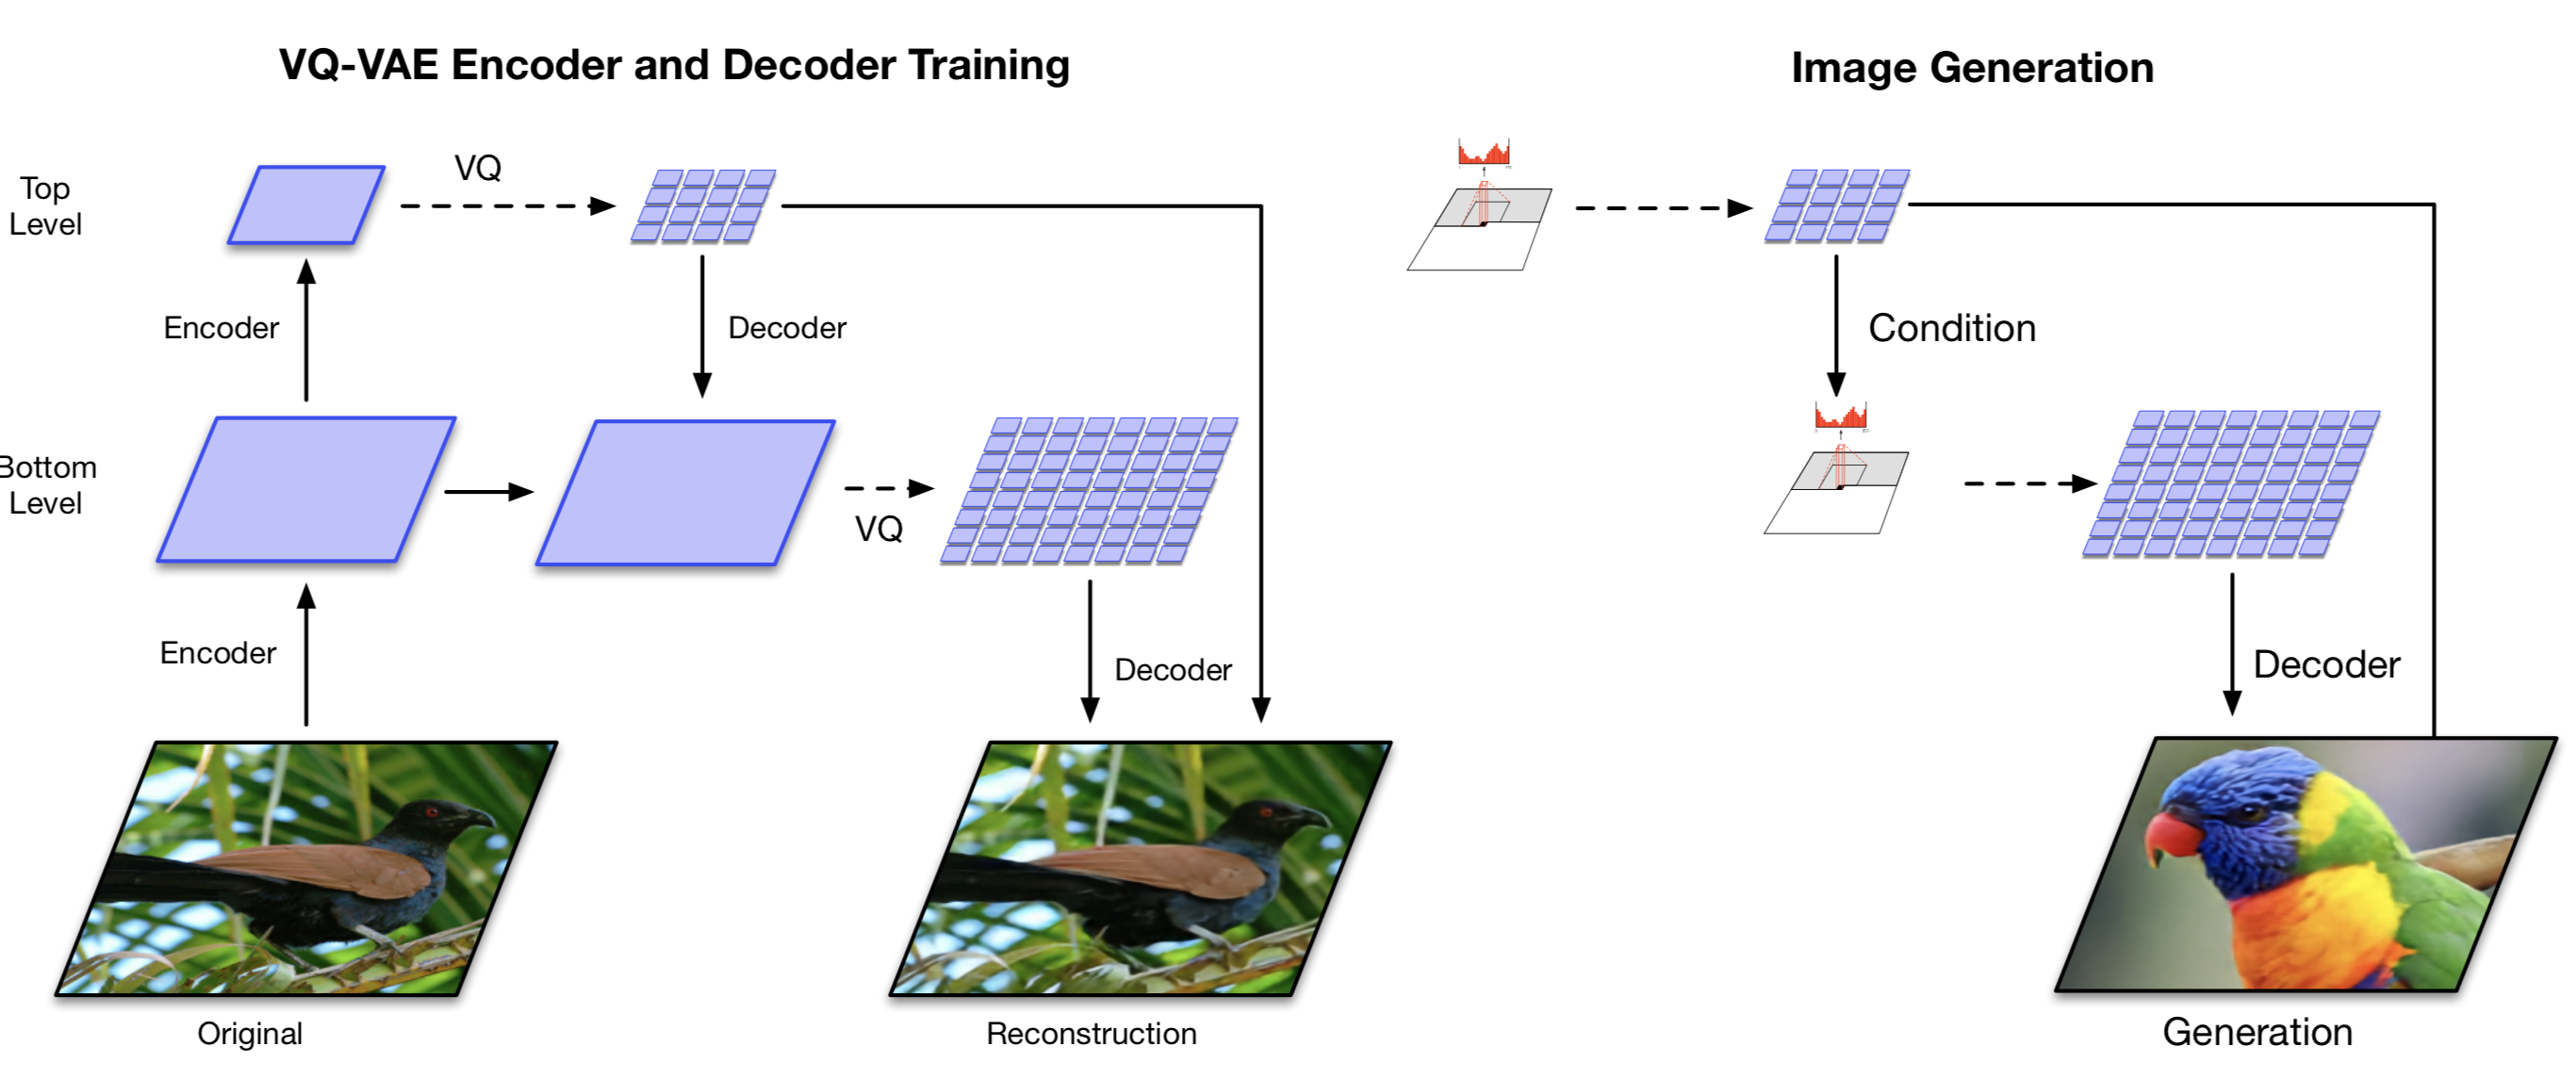 VQ-VAE Encoder and Decoder Training
Image Generation
Top
Level
VQ
Encoder
Decoder
Condition
Bottom
Level
VQ
Encoder
Decoder
Decoder
Original
Reconstruction
Generation